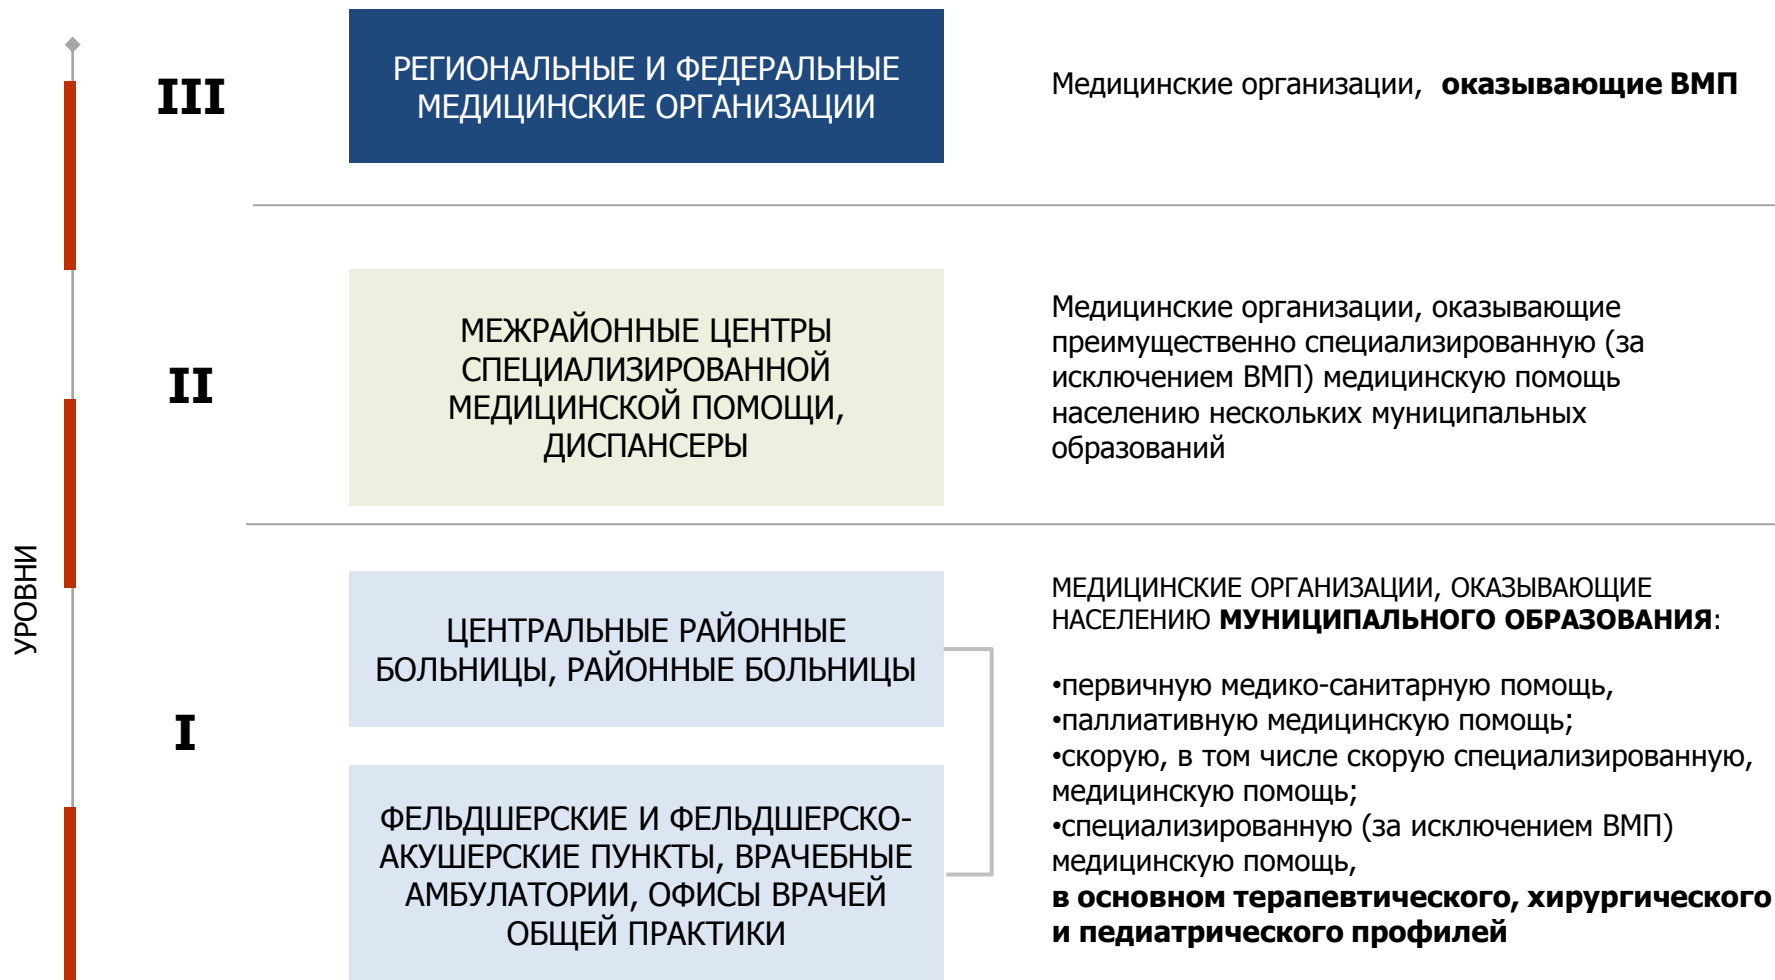 УРОВНИ
III
РЕГИОНАЛЬНЫЕ И ФЕДЕРАЛЬНЫЕ
МЕДИЦИНСКИЕ ОРГАНИЗАЦИИ
Медицинские организации, оказывающие ВМП
II
МЕЖРАЙОННЫЕ ЦЕНТРЫ
СПЕЦИАЛИЗИРОВАННОЙ
МЕДИЦИНСКОЙ ПОМОЩИ,
ДИСПАНСЕРЫ
Медицинские организации, оказывающие
преимущественно специализированную (за
исключением ВМП) медицинскую помощь
населению нескольких муниципальных
образований
I
ЦЕНТРАЛЬНЫЕ РАЙОННЫЕ
БОЛЬНИЦЫ, РАЙОННЫЕ БОЛЬНИЦЫ
ФЕЛЬДШЕРСКИЕ И ФЕЛЬДШЕРСКО-
АКУШЕРСКИЕ ПУНКТЫ, ВРАЧЕБНЫЕ
АМБУЛАТОРИИ, ОФИСЫ ВРАЧЕЙ
ОБЩЕЙ ПРАКТИКИ
МЕДИЦИНСКИЕ ОРГАНИЗАЦИИ, ОКАЗЫВАЮЩИЕ
НАСЕЛЕНИЮ МУНИЦИПАЛЬНОГО ОБРАЗОВАНИЯ:
•первичную медико-санитарную помощь,
•паллиативную медицинскую помощь;
•скорую, в том числе скорую специализированную,
медицинскую помощь;
•специализированную (за исключением ВМП)
медицинскую помощь,
в основном терапевтического, хирургического
и педиатрического профилей